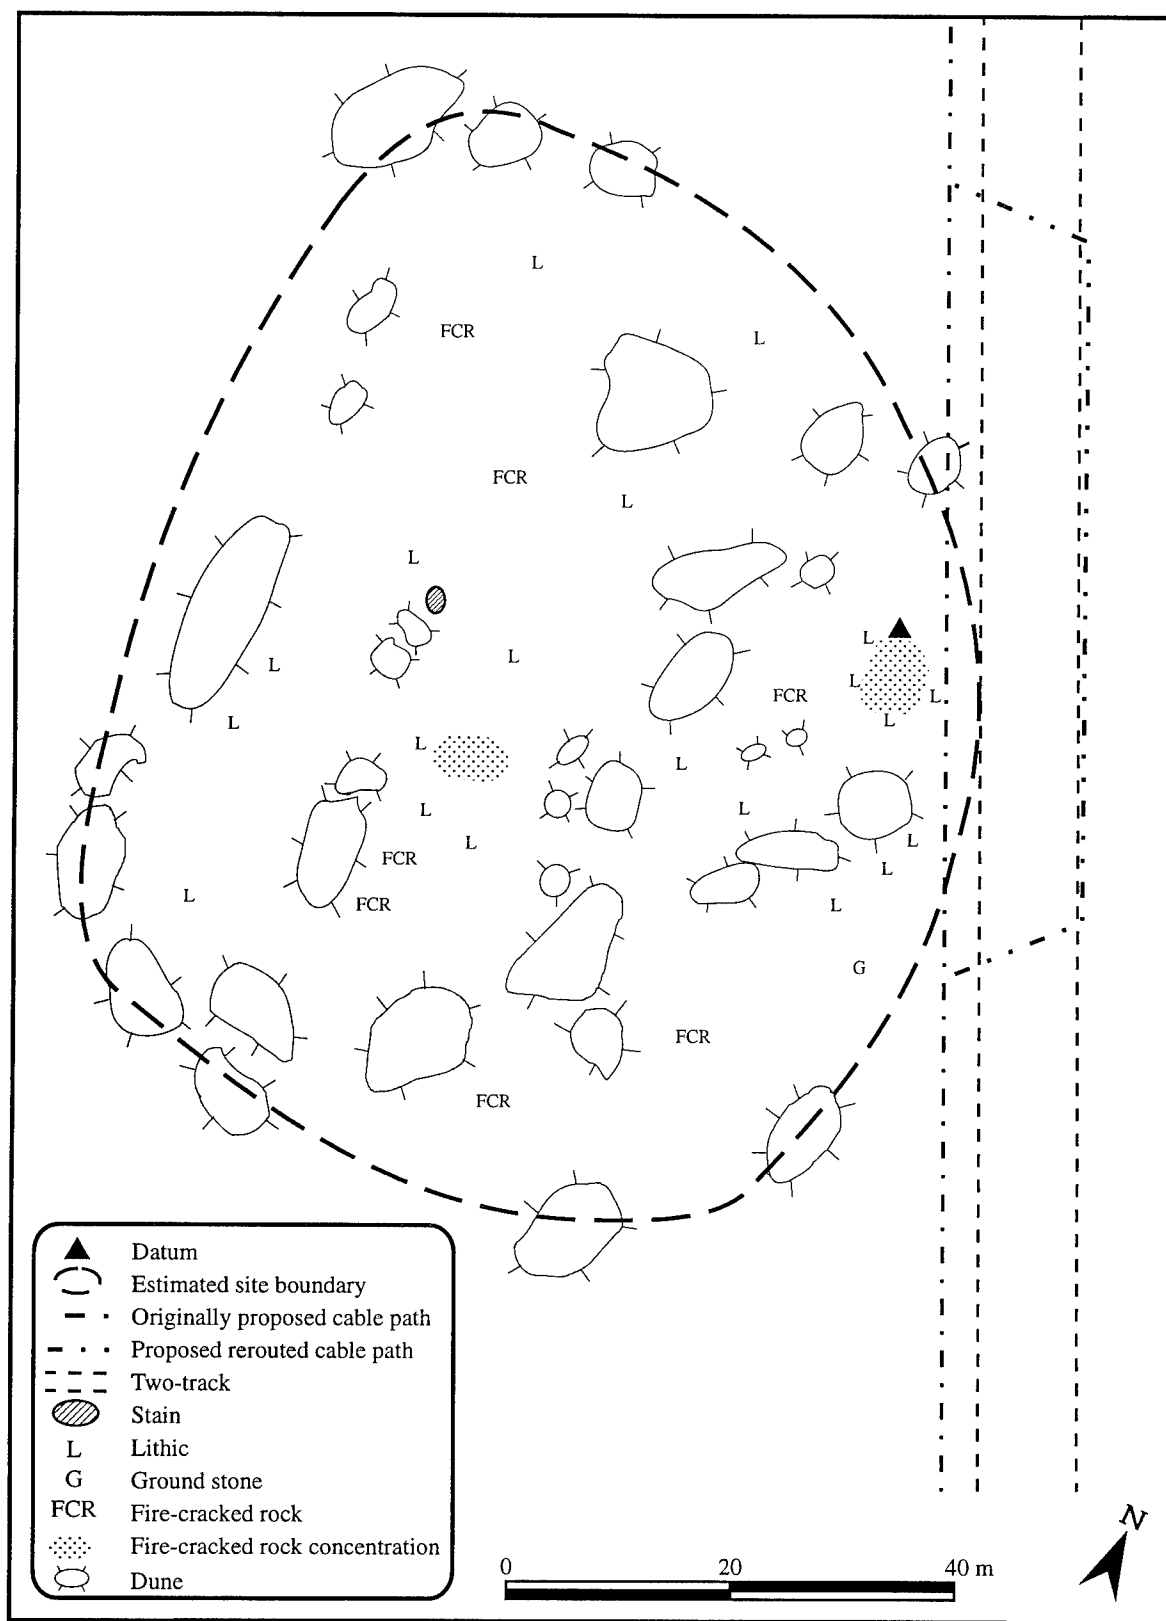 L
FCR
L
FCR
L
L
L
L
L
FCR
L
L
L
L
L
L
L
L
L
L
L
L
FCR
L
L
FCR
L
G
FCR
FCR
Datum
Estimated site boundary
Originally proposed cable path
Proposed rerouted cable path
Two-track
Stain
L Lithic
G Ground stone
FCR Fire-cracked rock
Fire-cracked rock concentration
Dune
N
0 20 40 m